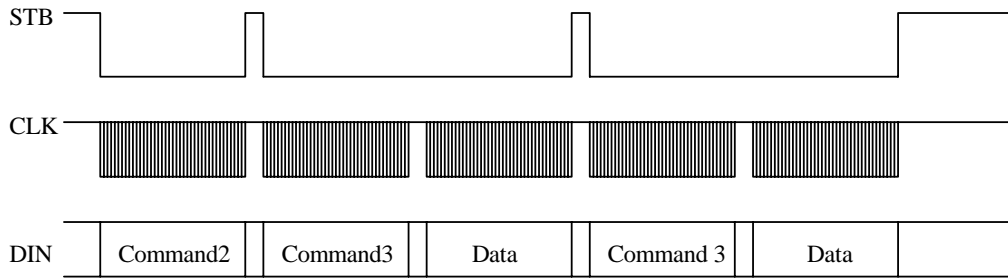 STB
CLK
DIN Command2 Command3 Data Command 3 Data